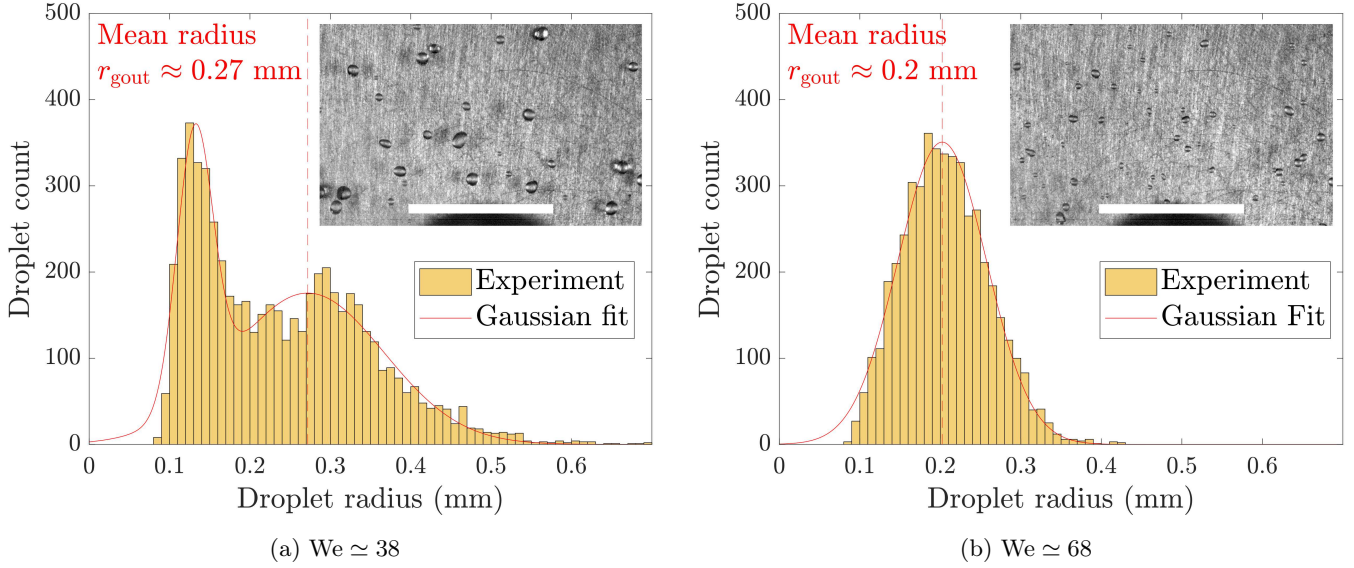 500
400
300
200
100
0
Droplet count
Mean radius
r_gout ≈ 0.27 mm
Experiment
Gaussian fit
0 0.1 0.2 0.3 0.4 0.5 0.6
Droplet radius (mm)
(a) We ≃ 38
500
400
300
200
100
0
Droplet count
Mean radius
r_gout ≈ 0.2 mm
Experiment
Gaussian Fit
0 0.1 0.2 0.3 0.4 0.5 0.6
Droplet radius (mm)
(b) We ≃ 68